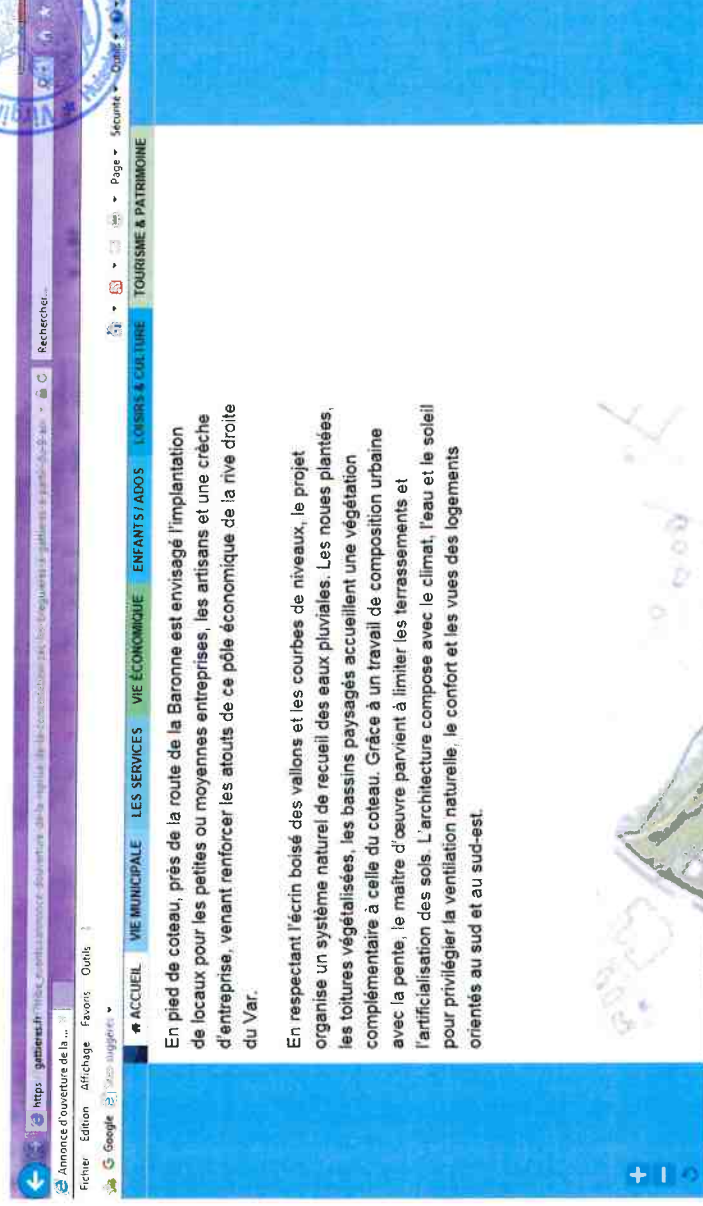 https gattieres.fr
Rechercher...
Annonce d'ouverture de la ...
Fichier Edition Affichage Favoris Outils
Google Sites suggérés Page Sécurité Outils
ACCUEIL VIE MUNICIPALE LES SERVICES VIE ÉCONOMIQUE ENFANTS / ADOS LOISIRS & CULTURE TOURISME & PATRIMOINE
En pied de coteau, près de la route de la Baronne est envisagé l'implantation
de locaux pour les petites ou moyennes entreprises, les artisans et une crèche
d'entreprise, venant renforcer les atouts de ce pôle économique de la rive droite
du Var.
En respectant l'écrin boisé des vallons et les courbes de niveaux, le projet
organise un système naturel de recueil des eaux pluviales. Les noues plantées,
les toitures végétalisées, les bassins paysagés accueillent une végétation
complémentaire à celle du coteau. Grâce à un travail de composition urbaine
avec la pente, le maître d'œuvre parvient à limiter les terrassements et
l'artificialisation des sols. L'architecture compose avec le climat, l'eau et le soleil
pour privilégier la ventilation naturelle, le confort et les vues des logements
orientés au sud et au sud-est.